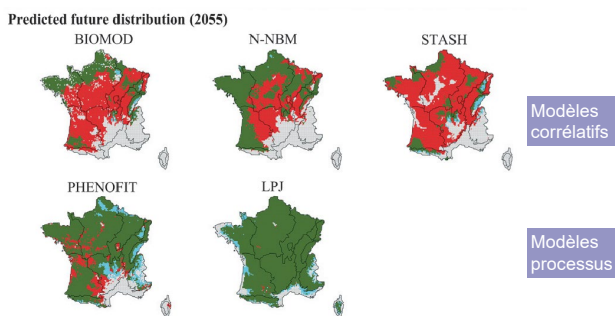 Predicted future distribution (2055)
BIOMOD
N-NBM
STASH
Modèles
corrélatifs
PHENOFIT
LPJ
Modèles
processus